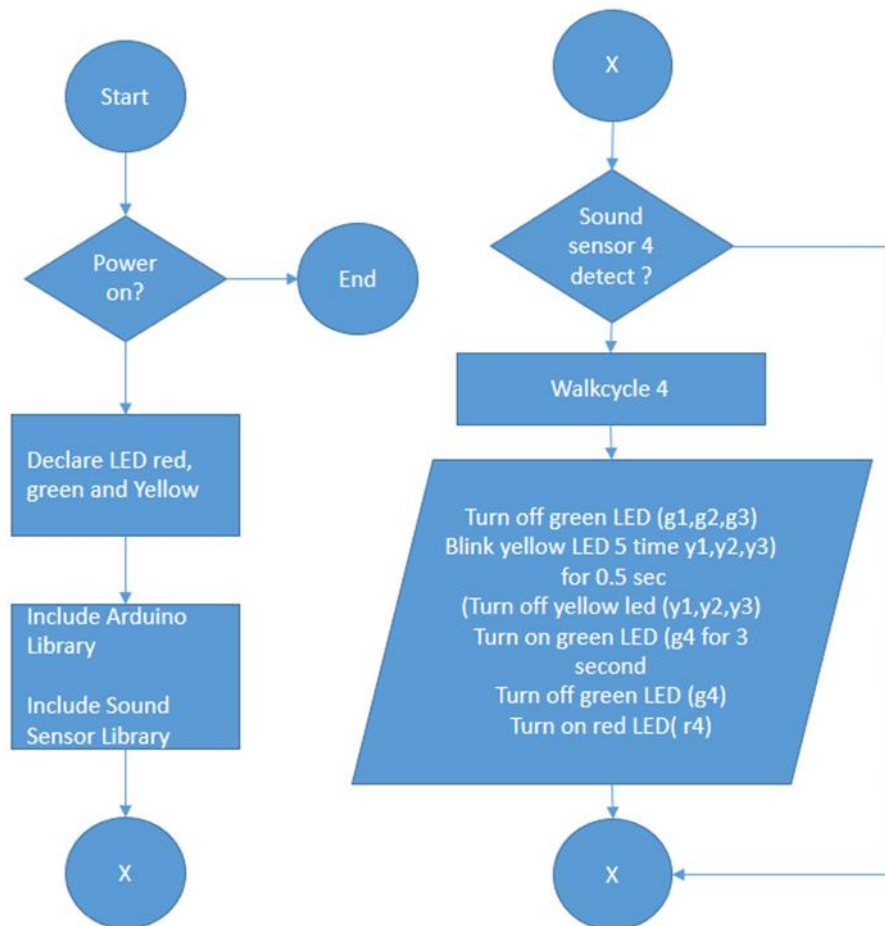 Start
Power
on?
End
Declare LED red,
green and Yellow
Include Arduino
Library
Include Sound
Sensor Library
X
X
Sound
sensor 4
detect ?
Walkcycle 4
Turn off green LED (g1,g2,g3)
Blink yellow LED 5 time y1,y2,y3)
for 0.5 sec
(Turn off yellow led (y1,y2,y3)
Turn on green LED (g4 for 3
second
Turn off green LED (g4)
Turn on red LED( r4)
X